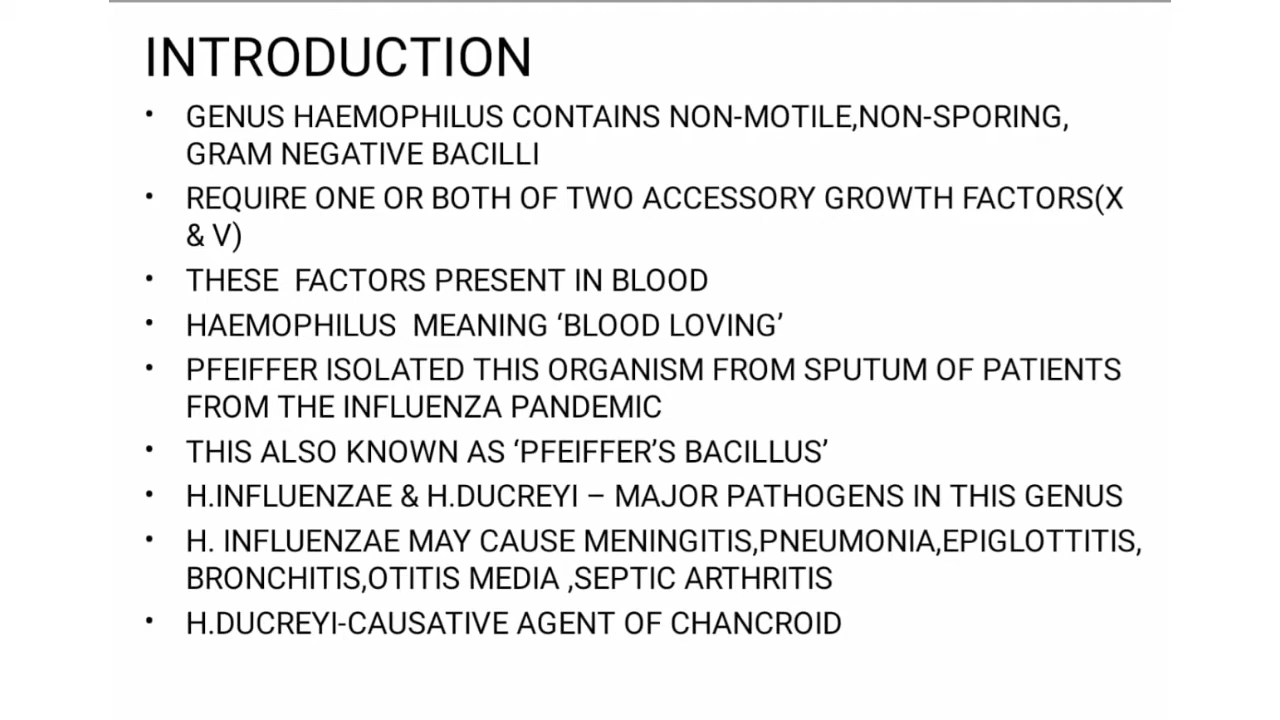 INTRODUCTION
• GENUS HAEMOPHILUS CONTAINS NON-MOTILE,NON-SPORING,
GRAM NEGATIVE BACILLI
• REQUIRE ONE OR BOTH OF TWO ACCESSORY GROWTH FACTORS(X
& V)
• THESE  FACTORS PRESENT IN BLOOD
• HAEMOPHILUS  MEANING ‘BLOOD LOVING’
• PFEIFFER ISOLATED THIS ORGANISM FROM SPUTUM OF PATIENTS
FROM THE INFLUENZA PANDEMIC
• THIS ALSO KNOWN AS ‘PFEIFFER’S BACILLUS’
• H.INFLUENZAE & H.DUCREYI – MAJOR PATHOGENS IN THIS GENUS
• H. INFLUENZAE MAY CAUSE MENINGITIS,PNEUMONIA,EPIGLOTTITIS,
BRONCHITIS,OTITIS MEDIA ,SEPTIC ARTHRITIS
• H.DUCREYI-CAUSATIVE AGENT OF CHANCROID